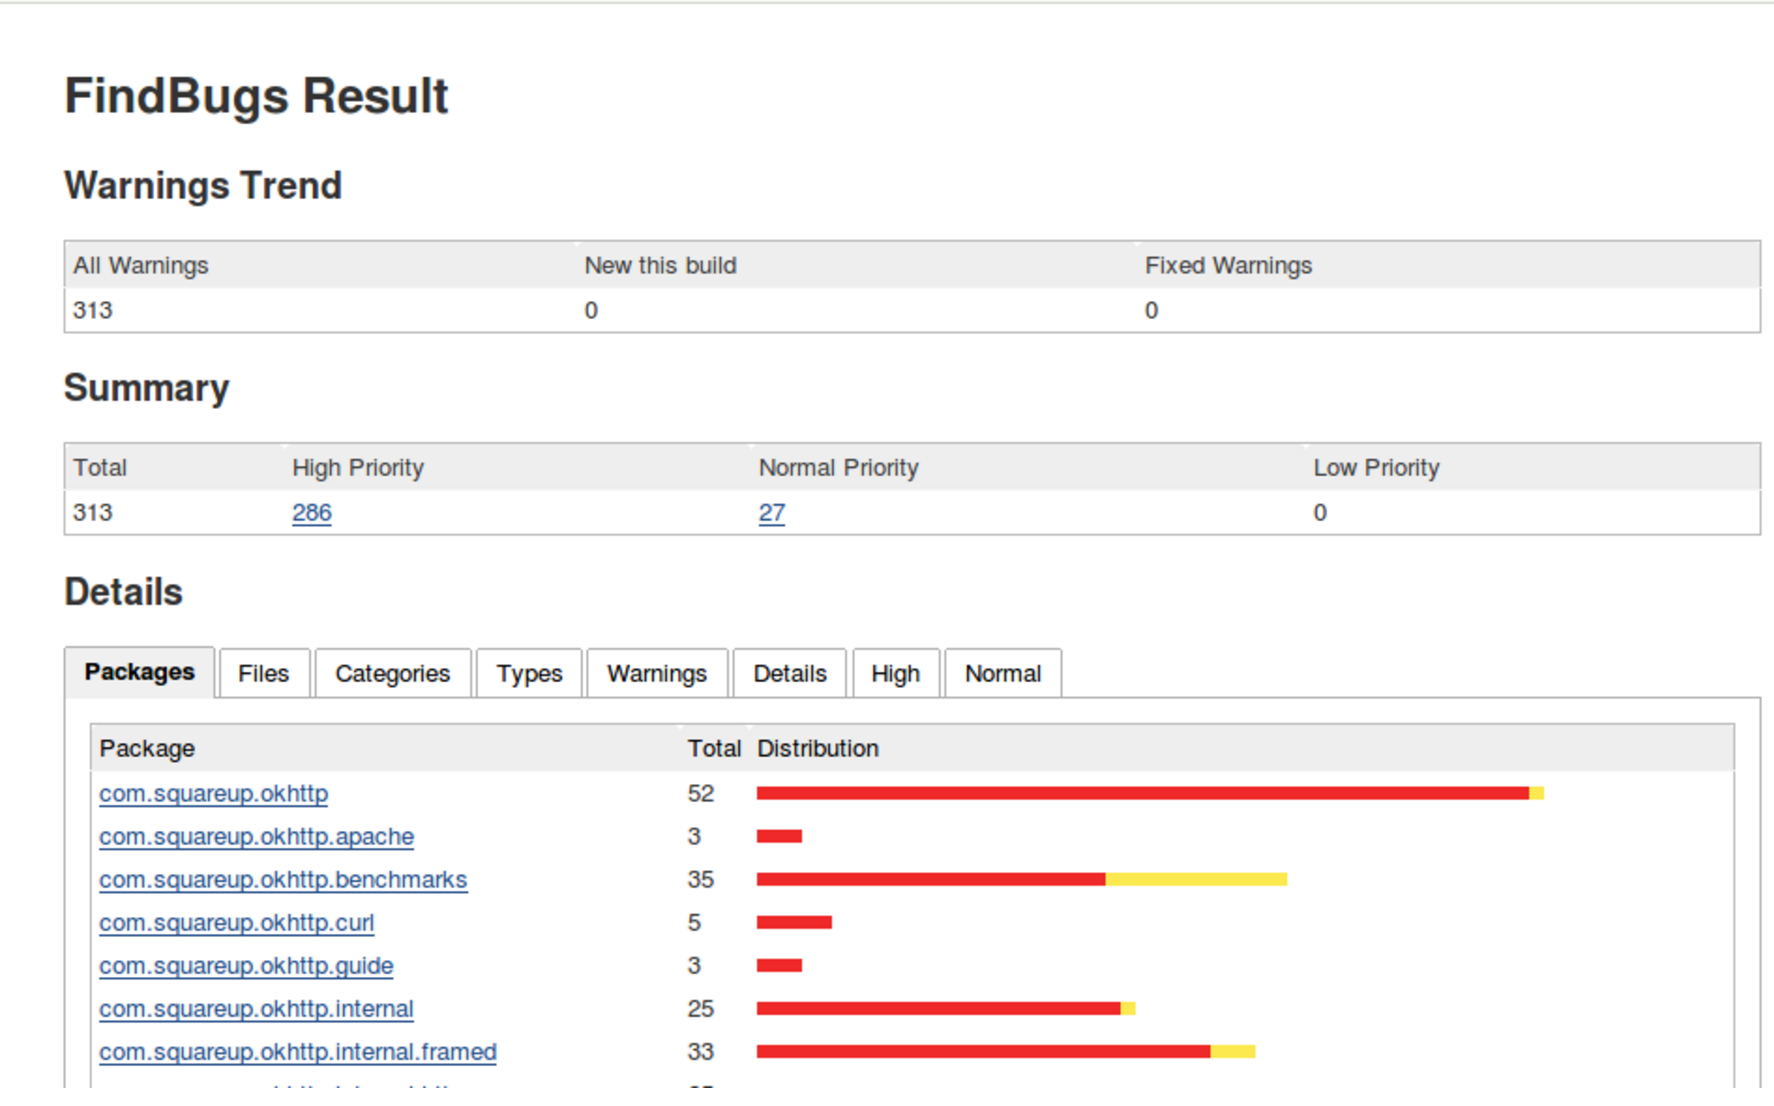 FindBugs Result
Warnings Trend
All Warnings New this build Fixed Warnings
313 0 0
Summary
Total High Priority Normal Priority Low Priority
313 286 27 0
Details
Packages Files Categories Types Warnings Details High Normal
Package Total Distribution
com.squareup.okhttp 52
com.squareup.okhttp.apache 3
com.squareup.okhttp.benchmarks 35
com.squareup.okhttp.curl 5
com.squareup.okhttp.guide 3
com.squareup.okhttp.internal 25
com.squareup.okhttp.internal.framed 33